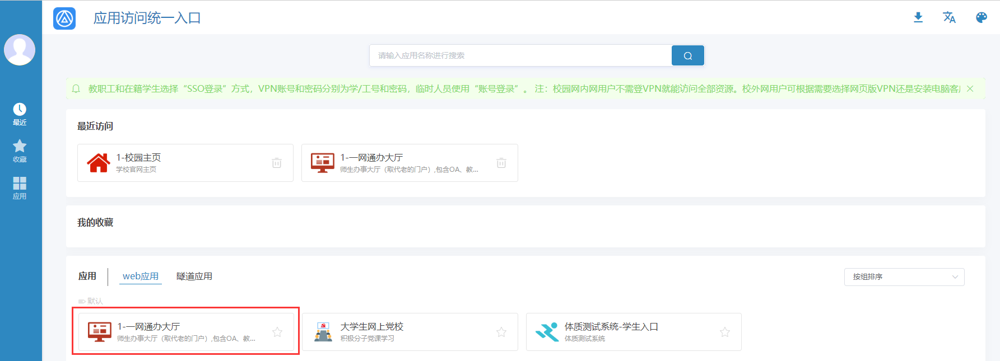 应用访问统一入口
请输入应用名称进行搜索
教职工和在籍学生选择“SSO登录”方式，VPN账号和密码分别为学/工号和密码，临时人员使用“账号登录”。 注：校园网内网用户不需登VPN就能访问全部资源。校外网用户可根据需要选择网页版VPN还是安装电脑客户
最近
收藏
应用
最近访问
1-校园主页
学校官网主页
1-一网通办大厅
师生办事大厅（取代老的门户）,包含OA、教...
我的收藏
应用
web应用
隧道应用
按组排序
默认
1-一网通办大厅
师生办事大厅（取代老的门户）,包含OA、教...
大学生网上党校
积极分子党课学习
体质测试系统-学生入口
体质测试系统